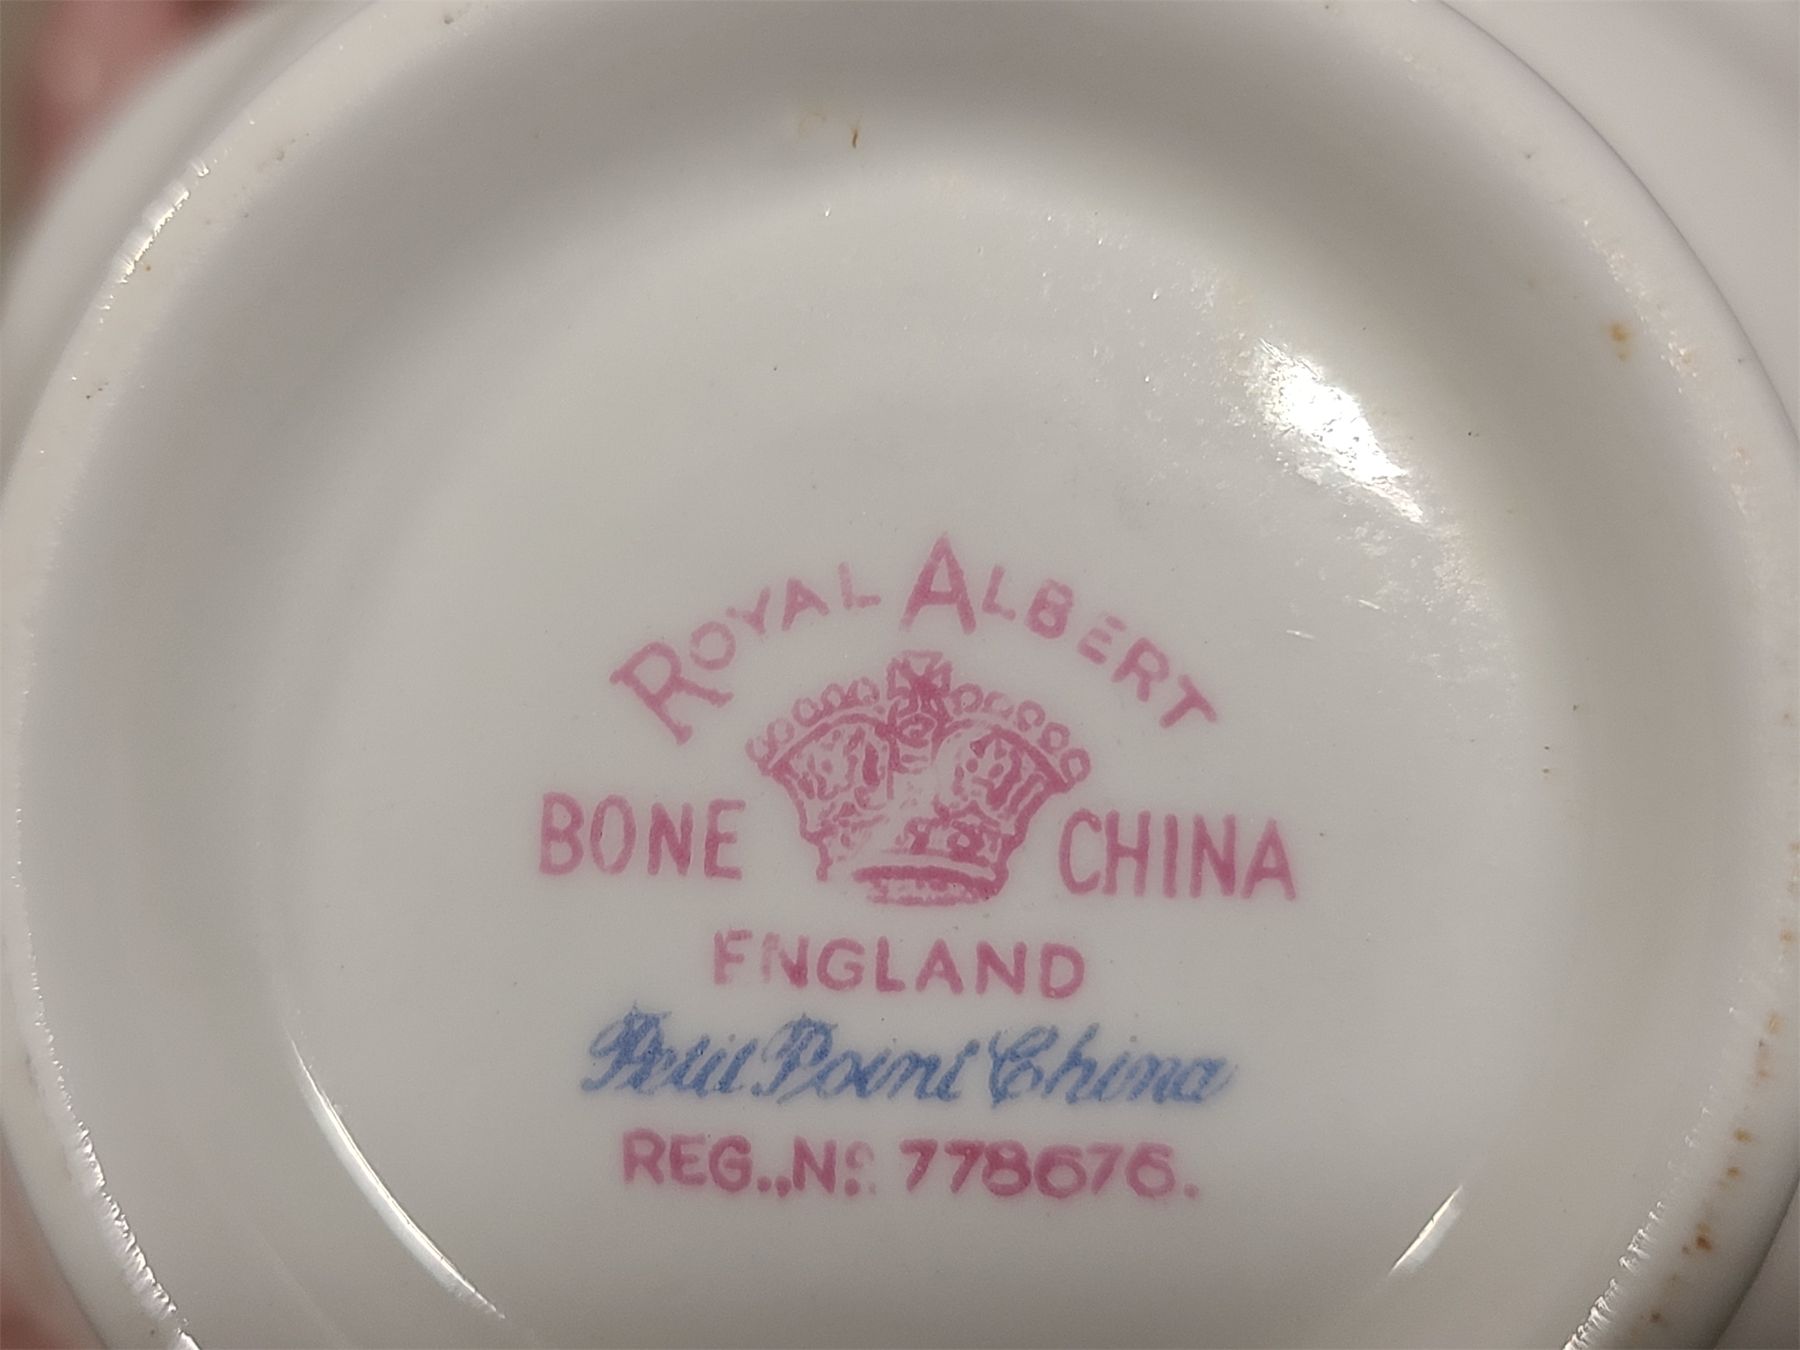 ROYAL ALBERT
BONE CHINA
ENGLAND
Petit Point China
REG., Nº. 778676.